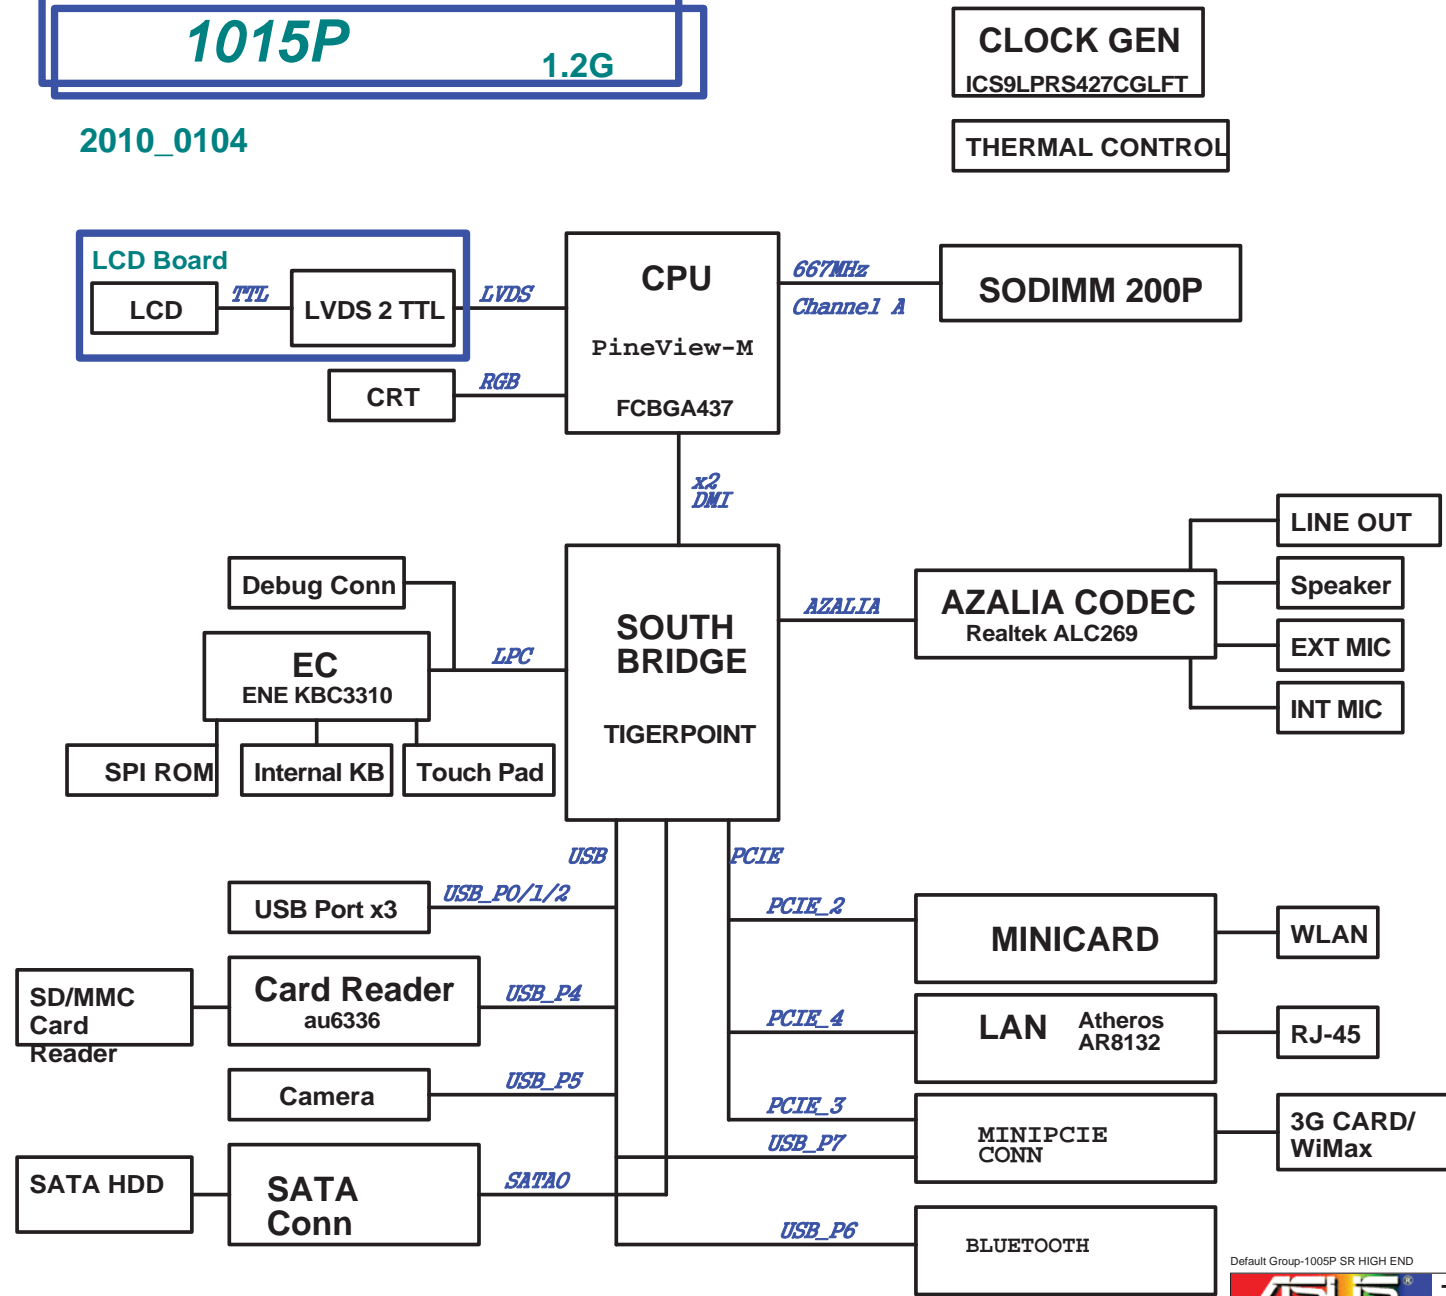 1015P
1.2G
2010_0104
CLOCK GEN
ICS9LPRS427CGLFT
THERMAL CONTROL
LCD Board
LCD
TTL
LVDS 2 TTL
LVDS
CRT
RGB
CPU
PineView-M
FCBGA437
667MHz
Channel A
SODIMM 200P
x2
DMI
Debug Conn
EC
ENE KBC3310
LPC
SPI ROM
Internal KB
Touch Pad
SOUTH
BRIDGE
TIGERPOINT
AZALIA
AZALIA CODEC
Realtek ALC269
LINE OUT
Speaker
EXT MIC
INT MIC
USB
PCIE
USB Port x3
USB_P0/1/2
SD/MMC
Card
Reader
Card Reader
au6336
USB_P4
Camera
USB_P5
SATA HDD
SATA
Conn
SATA0
PCIE_2
MINICARD
WLAN
PCIE_4
LAN
Atheros
AR8132
RJ-45
PCIE_3
USB_P7
MINIPCIE
CONN
3G CARD/
WiMax
USB_P6
BLUETOOTH
Default Group-1005P SR HIGH END
ASUS
®